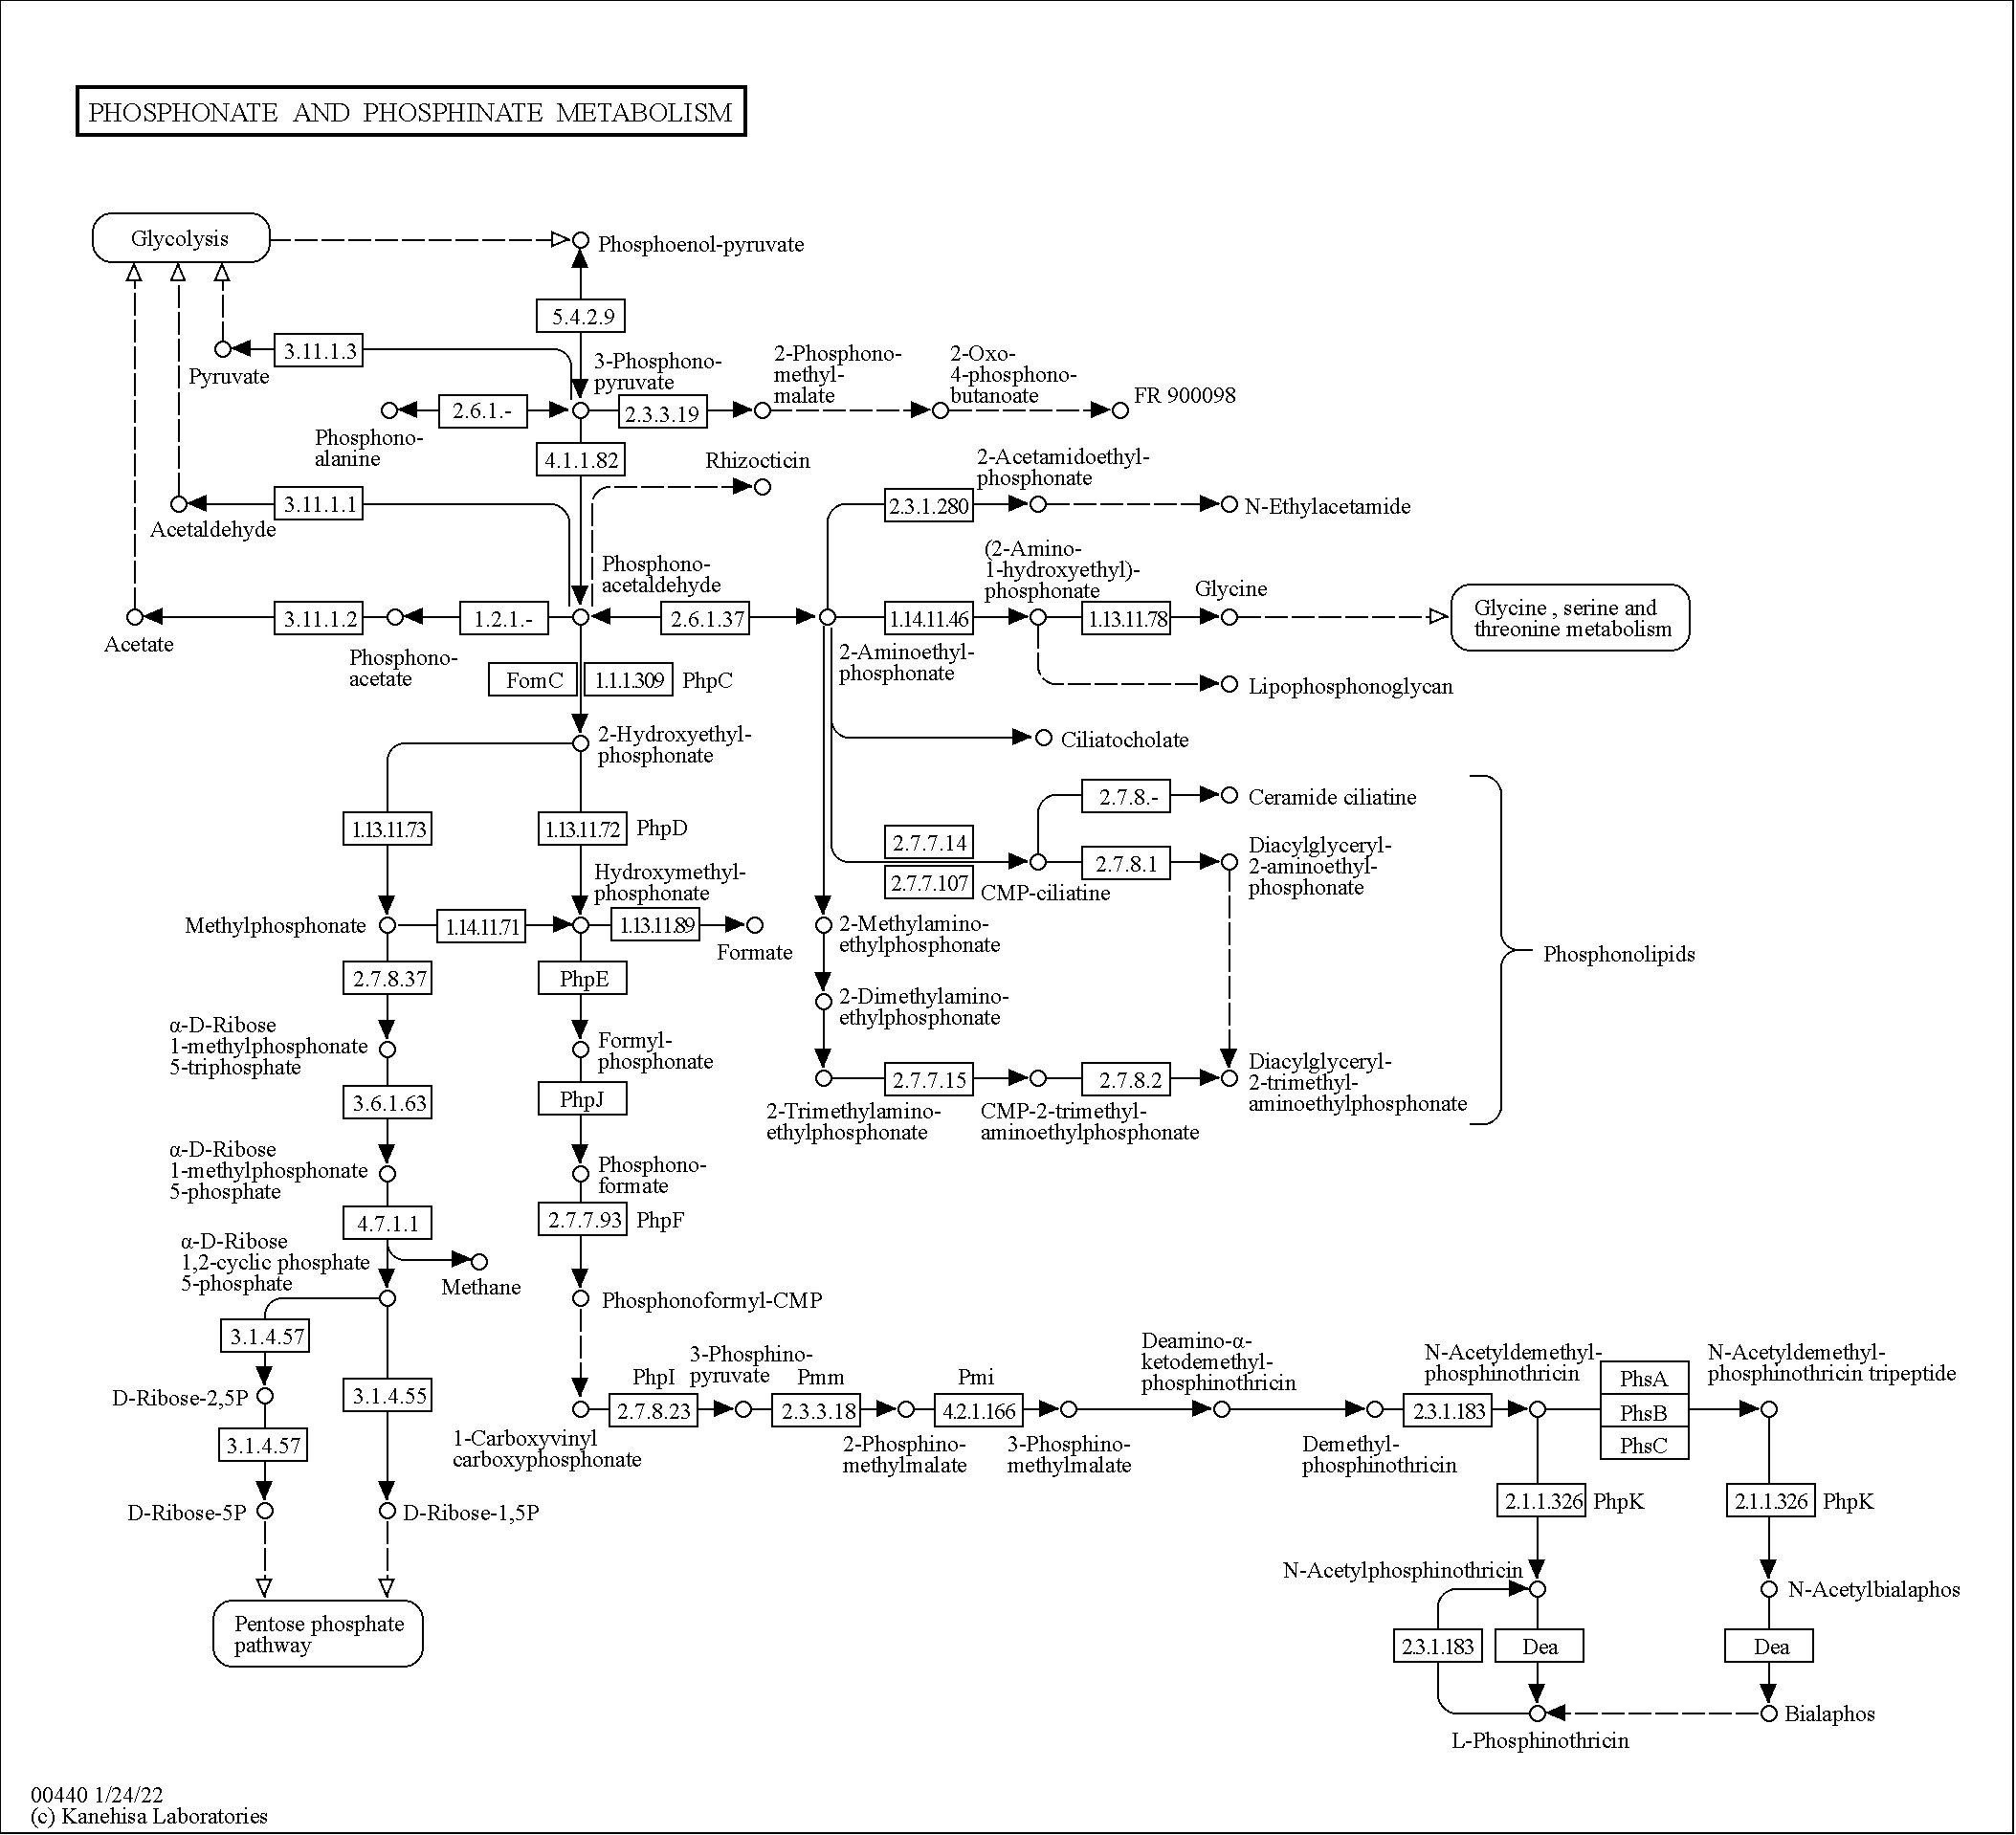 PHOSPHONATE AND PHOSPHINATE METABOLISM
Glycolysis
Phosphoenol-pyruvate
5.4.2.9
3.11.1.3
Pyruvate
3-Phosphono-
pyruvate
2-Phosphono-
methyl-
malate
2-Oxo-
4-phosphono-
butanoate
FR 900098
2.6.1.-
2.3.3.19
Phosphono-
alanine
4.1.1.82
Rhizocticin
2-Acetamidoethyl-
phosphonate
3.11.1.1
Acetaldehyde
2.3.1.280
N-Ethylacetamide
Phosphono-
acetaldehyde
(2-Amino-
1-hydroxyethyl)-
phosphonate
Glycine
Glycine , serine and
threonine metabolism
3.11.1.2
1.2.1.-
2.6.1.37
1.14.11.46
1.13.11.78
Acetate
Phosphono-
acetate
2-Aminoethyl-
phosphonate
FomC
1.1.1.309
PhpC
Lipophosphonoglycan
2-Hydroxyethyl-
phosphonate
Ciliatocholate
2.7.8.-
Ceramide ciliatine
1.13.11.73
1.13.11.72
PhpD
2.7.7.14
2.7.7.107
CMP-ciliatine
2.7.8.1
Diacylglyceryl-
2-aminoethyl-
phosphonate
Hydroxymethyl-
phosphonate
Methylphosphonate
1.14.11.71
1.13.11.89
Formate
2-Methylamino-
ethylphosphonate
Phosphonolipids
2.7.8.37
PhpE
2-Dimethylamino-
ethylphosphonate
α-D-Ribose
1-methylphosphonate
5-triphosphate
Formyl-
phosphonate
3.6.1.63
PhpJ
2.7.7.15
2.7.8.2
Diacylglyceryl-
2-trimethyl-
aminoethylphosphonate
2-Trimethylamino-
ethylphosphonate
CMP-2-trimethyl-
aminoethylphosphonate
α-D-Ribose
1-methylphosphonate
5-phosphate
Phosphono-
formate
4.7.1.1
2.7.7.93
PhpF
α-D-Ribose
1,2-cyclic phosphate
5-phosphate
Methane
Phosphonoformyl-CMP
3.1.4.57
D-Ribose-2,5P
3.1.4.55
3.1.4.57
D-Ribose-5P
D-Ribose-1,5P
Pentose phosphate
pathway
1-Carboxyvinyl
carboxyphosphonate
PhpI
2.7.8.23
3-Phosphino-
pyruvate
Pmm
2.3.3.18
2-Phosphino-
methylmalate
Pmi
4.2.1.166
3-Phosphino-
methylmalate
Deamino-α-
ketodemethyl-
phosphinothricin
Demethyl-
phosphinothricin
2.3.1.183
N-Acetyldemethyl-
phosphinothricin
PhsA
PhsB
PhsC
N-Acetyldemethyl-
phosphinothricin tripeptide
2.1.1.326
PhpK
2.1.1.326
PhpK
N-Acetylphosphinothricin
N-Acetylbialaphos
2.3.1.183
Dea
Dea
L-Phosphinothricin
Bialaphos
00440 1/24/22
(c) Kanehisa Laboratories